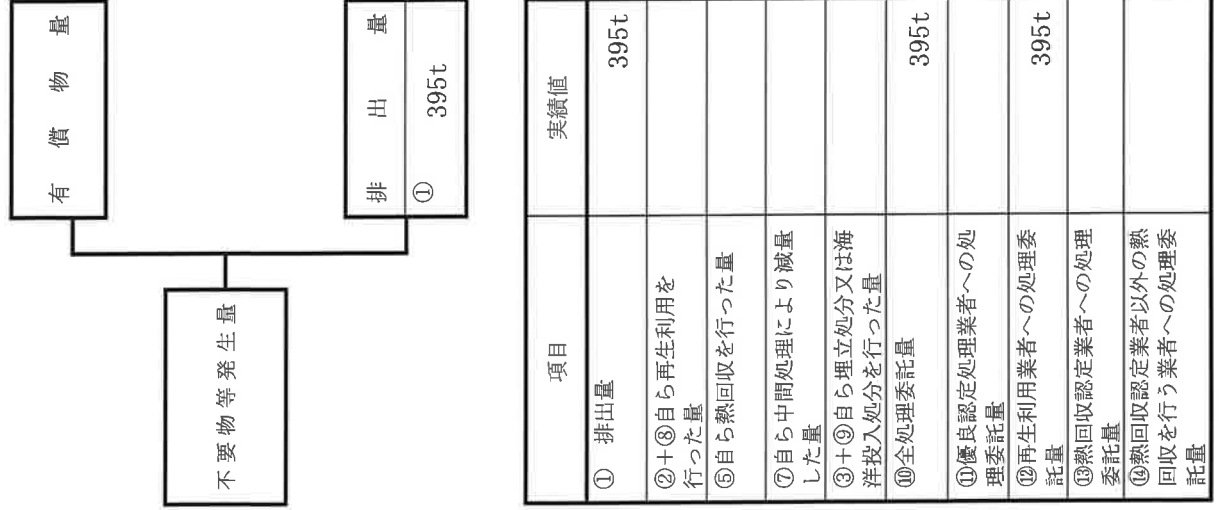 有償物量
不要物等発生量
排出量
① 395t
項目 実績値
① 排出量 395t
②＋⑧自ら再生利用を
行った量
⑤自ら熱回収を行った量
⑦自ら中間処理により減量
した量
③＋⑨自ら埋立処分又は海
洋投入処分を行った量
⑩全処理委託量 395t
⑪優良認定処理業者への処
理委託量
⑫再生利用業者への処理委
託量 395t
⑬熱回収認定業者への処理
委託量
⑭熱回収認定業者以外の熱
回収を行う業者への処理委
託量